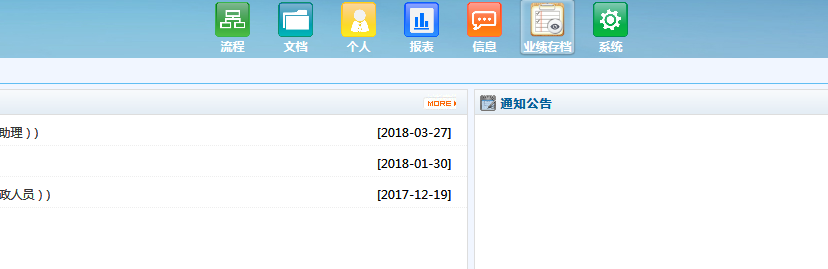 流程 文档 个人 报表 信息 业绩存档 系统
MORE
通知公告
助理 ) ) [2018-03-27]
[2018-01-30]
政人员 ) ) [2017-12-19]